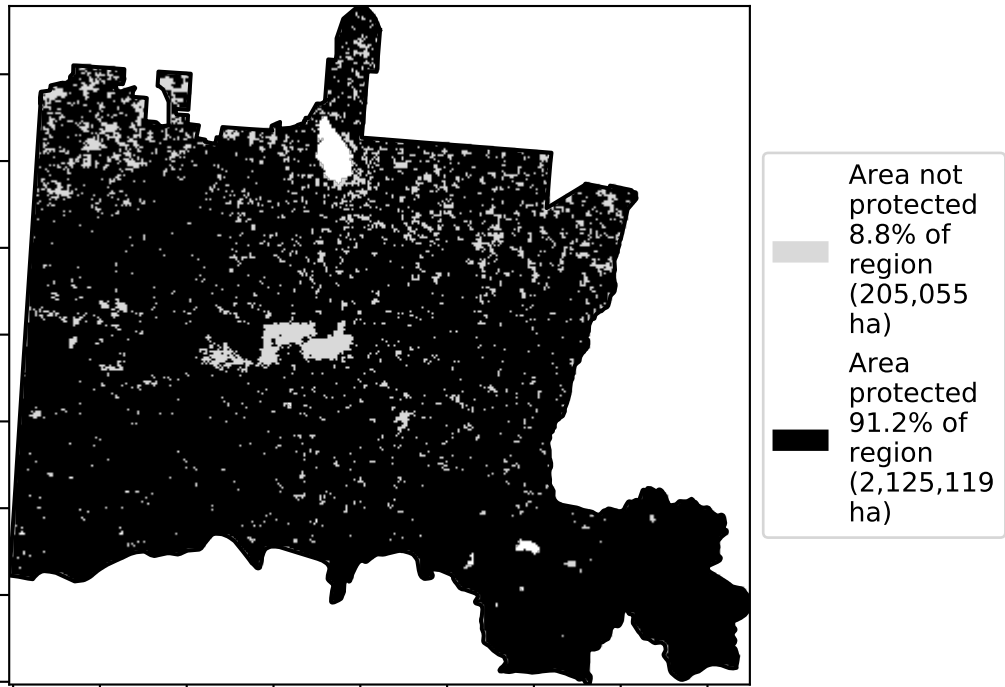 Area not
protected
8.8% of
region
(205,055
ha)
Area
protected
91.2% of
region
(2,125,119
ha)